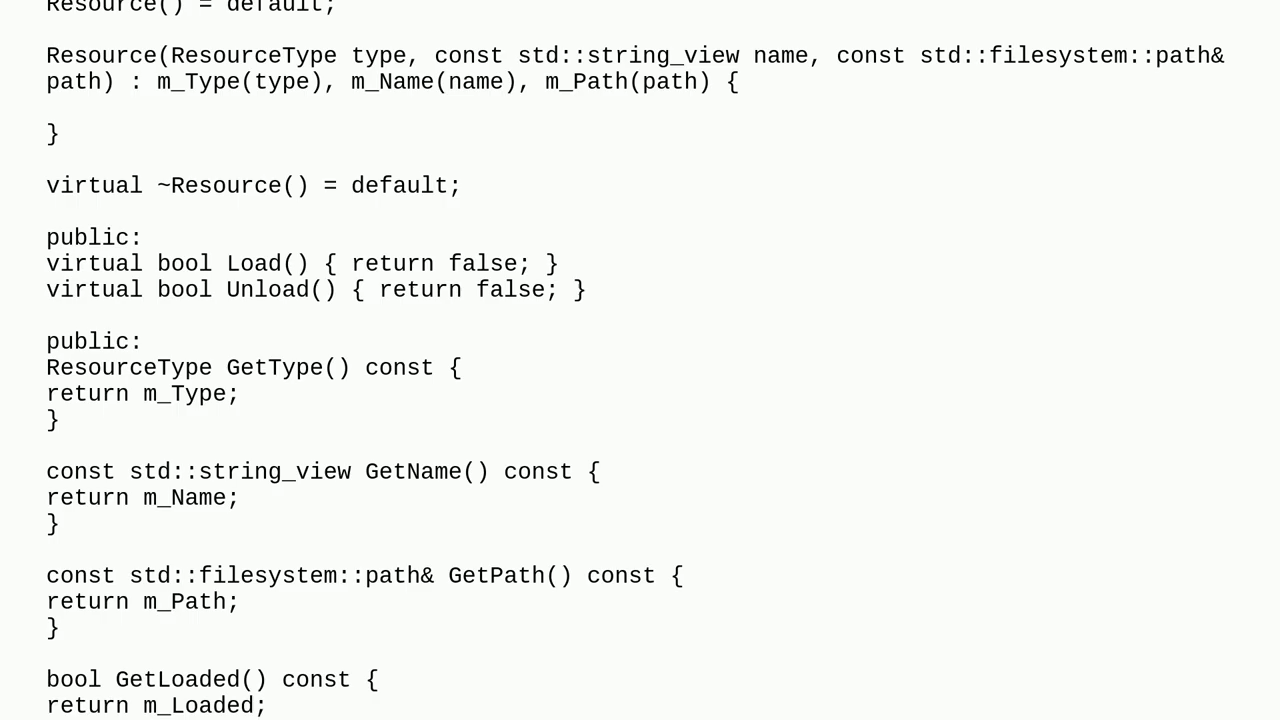 Resource() = default;
Resource(ResourceType type, const std::string_view name, const std::filesystem::path&
path) : m_Type(type), m_Name(name), m_Path(path) {
}
virtual ~Resource() = default;
public:
virtual bool Load() { return false; }
virtual bool Unload() { return false; }
public:
ResourceType GetType() const {
return m_Type;
}
const std::string_view GetName() const {
return m_Name;
}
const std::filesystem::path& GetPath() const {
return m_Path;
}
bool GetLoaded() const {
return m_Loaded;